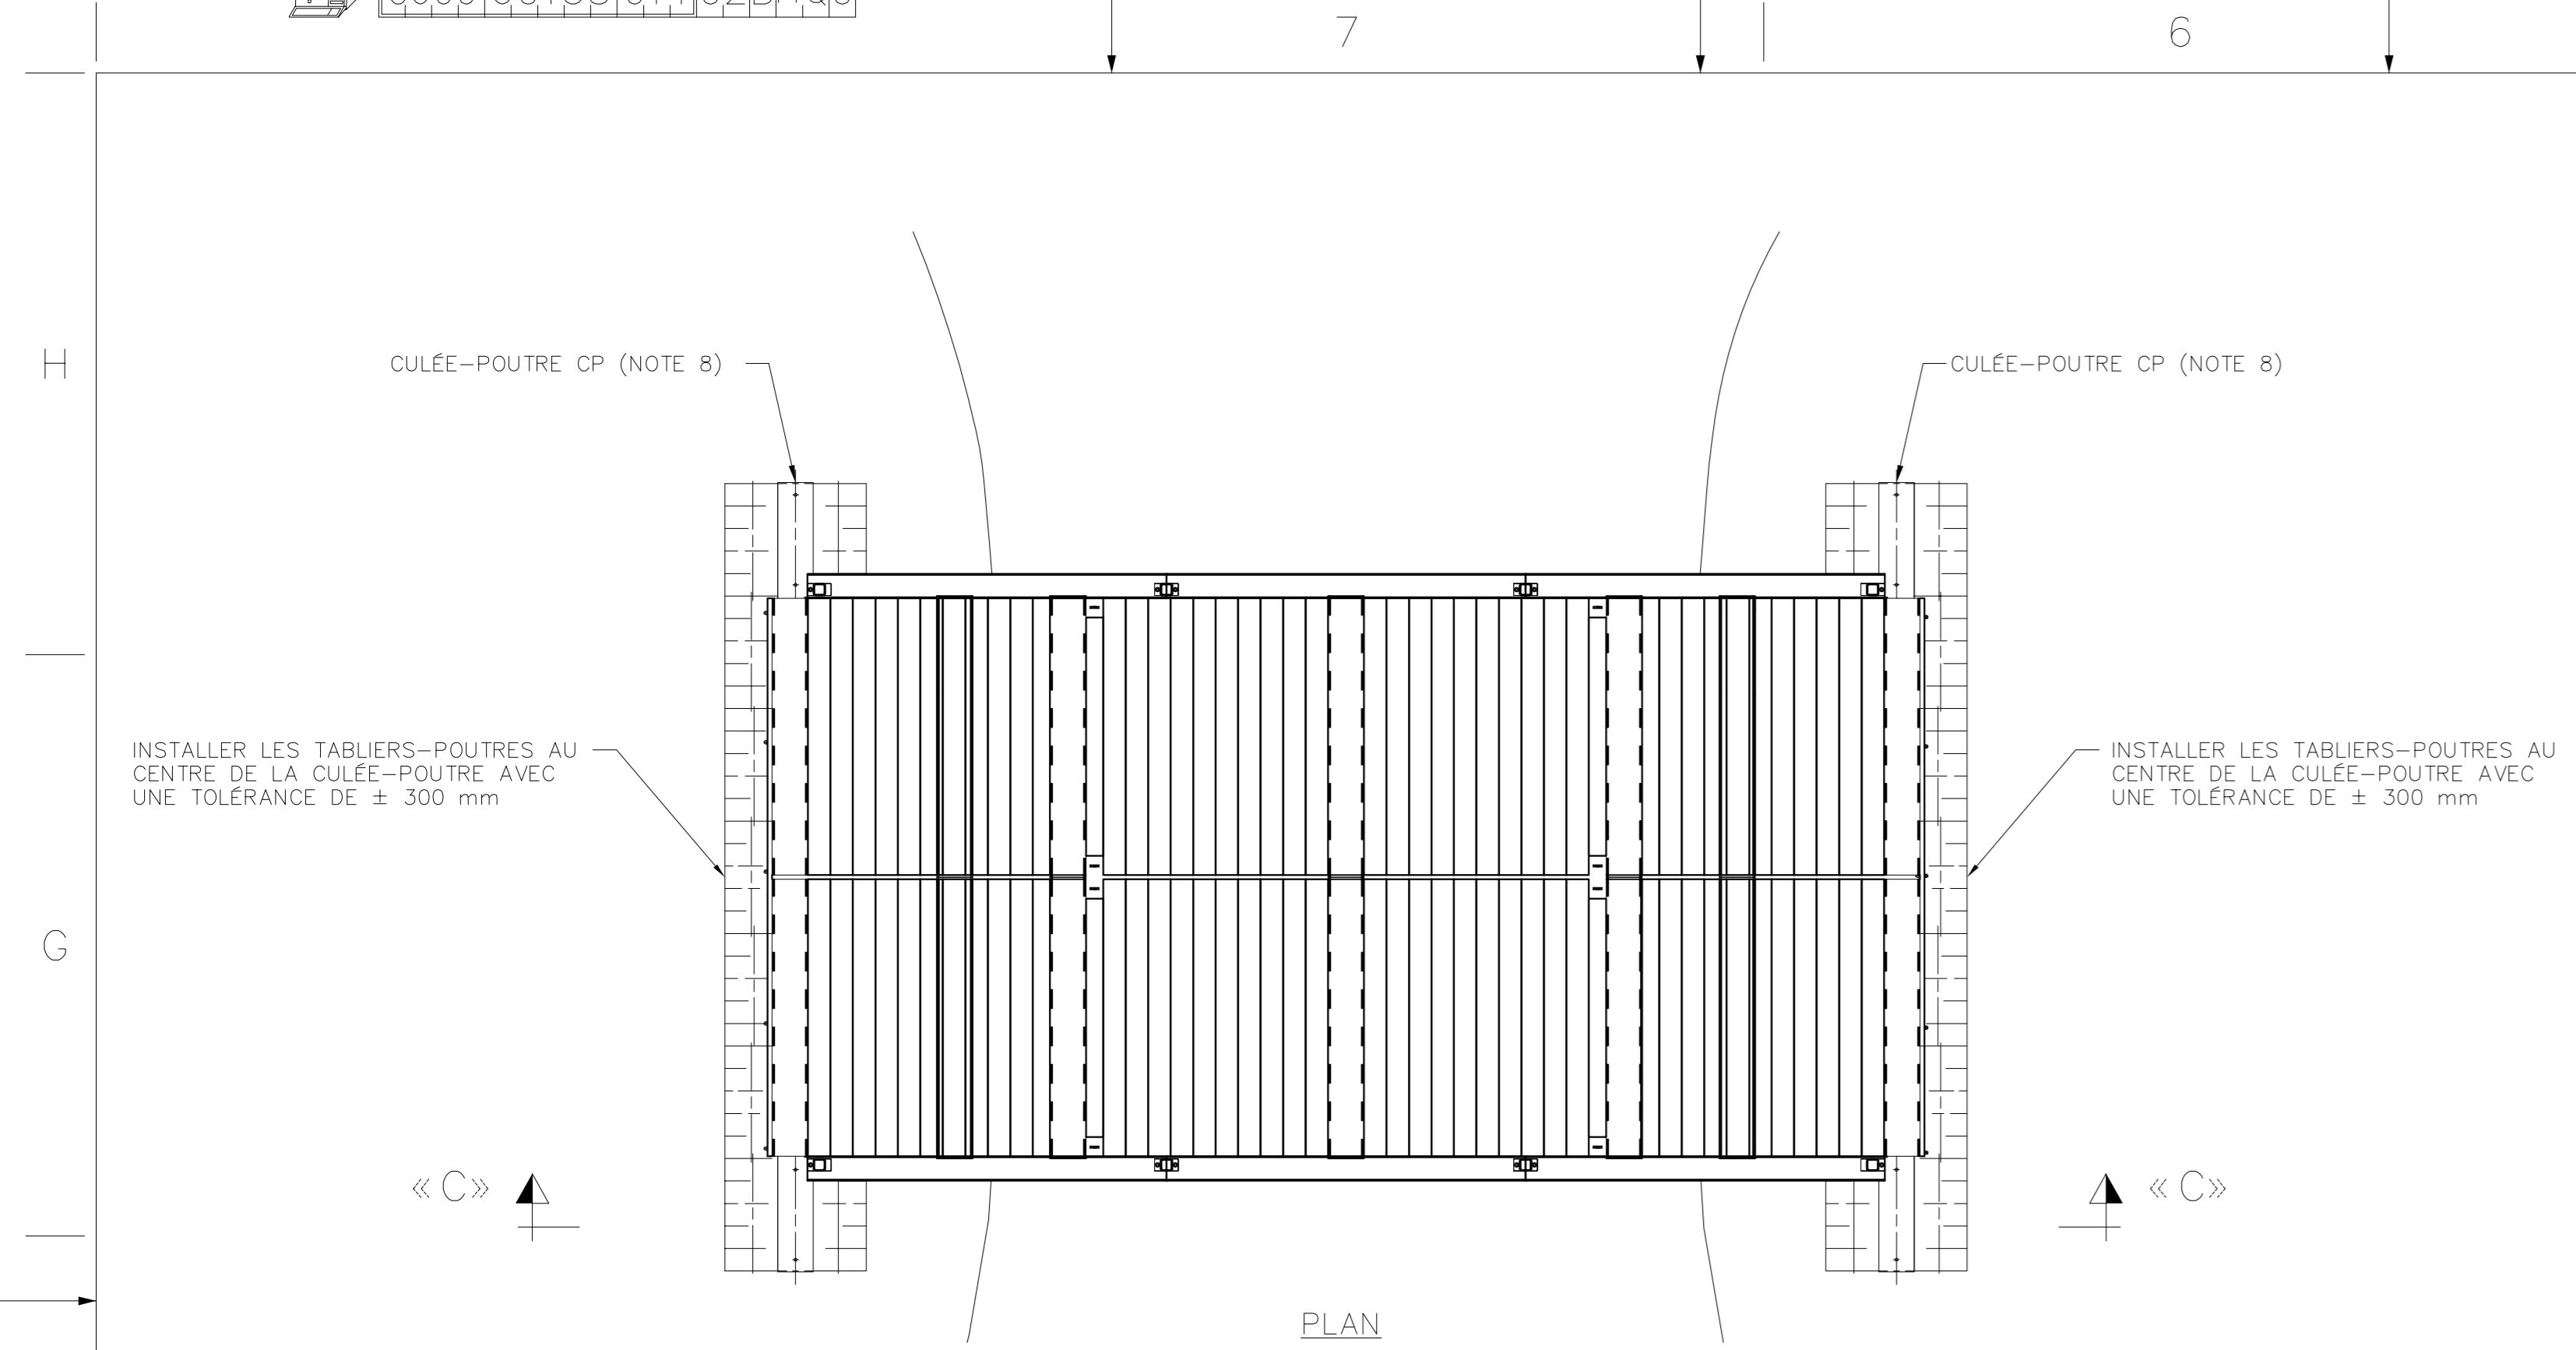 7
6
H
CULÉE-POUTRE CP (NOTE 8)
CULÉE-POUTRE CP (NOTE 8)
INSTALLER LES TABLIERS-POUTRES AU
CENTRE DE LA CULÉE-POUTRE AVEC
UNE TOLÉRANCE DE ± 300 mm
INSTALLER LES TABLIERS-POUTRES AU
CENTRE DE LA CULÉE-POUTRE AVEC
UNE TOLÉRANCE DE ± 300 mm
G
«C»
«C»
PLAN